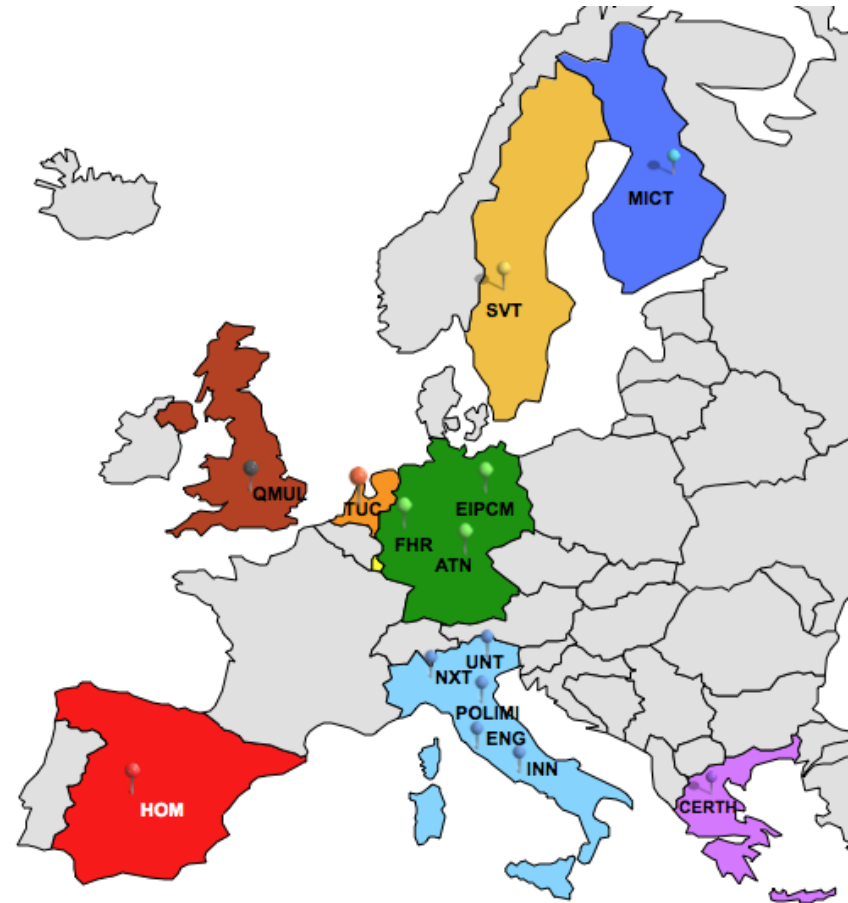 MICT
SVT
QMUL
TUC
EIPCM
FHR
ATN
UNT
NXT
POLIMI
ENG
INN
CERTH
HOM